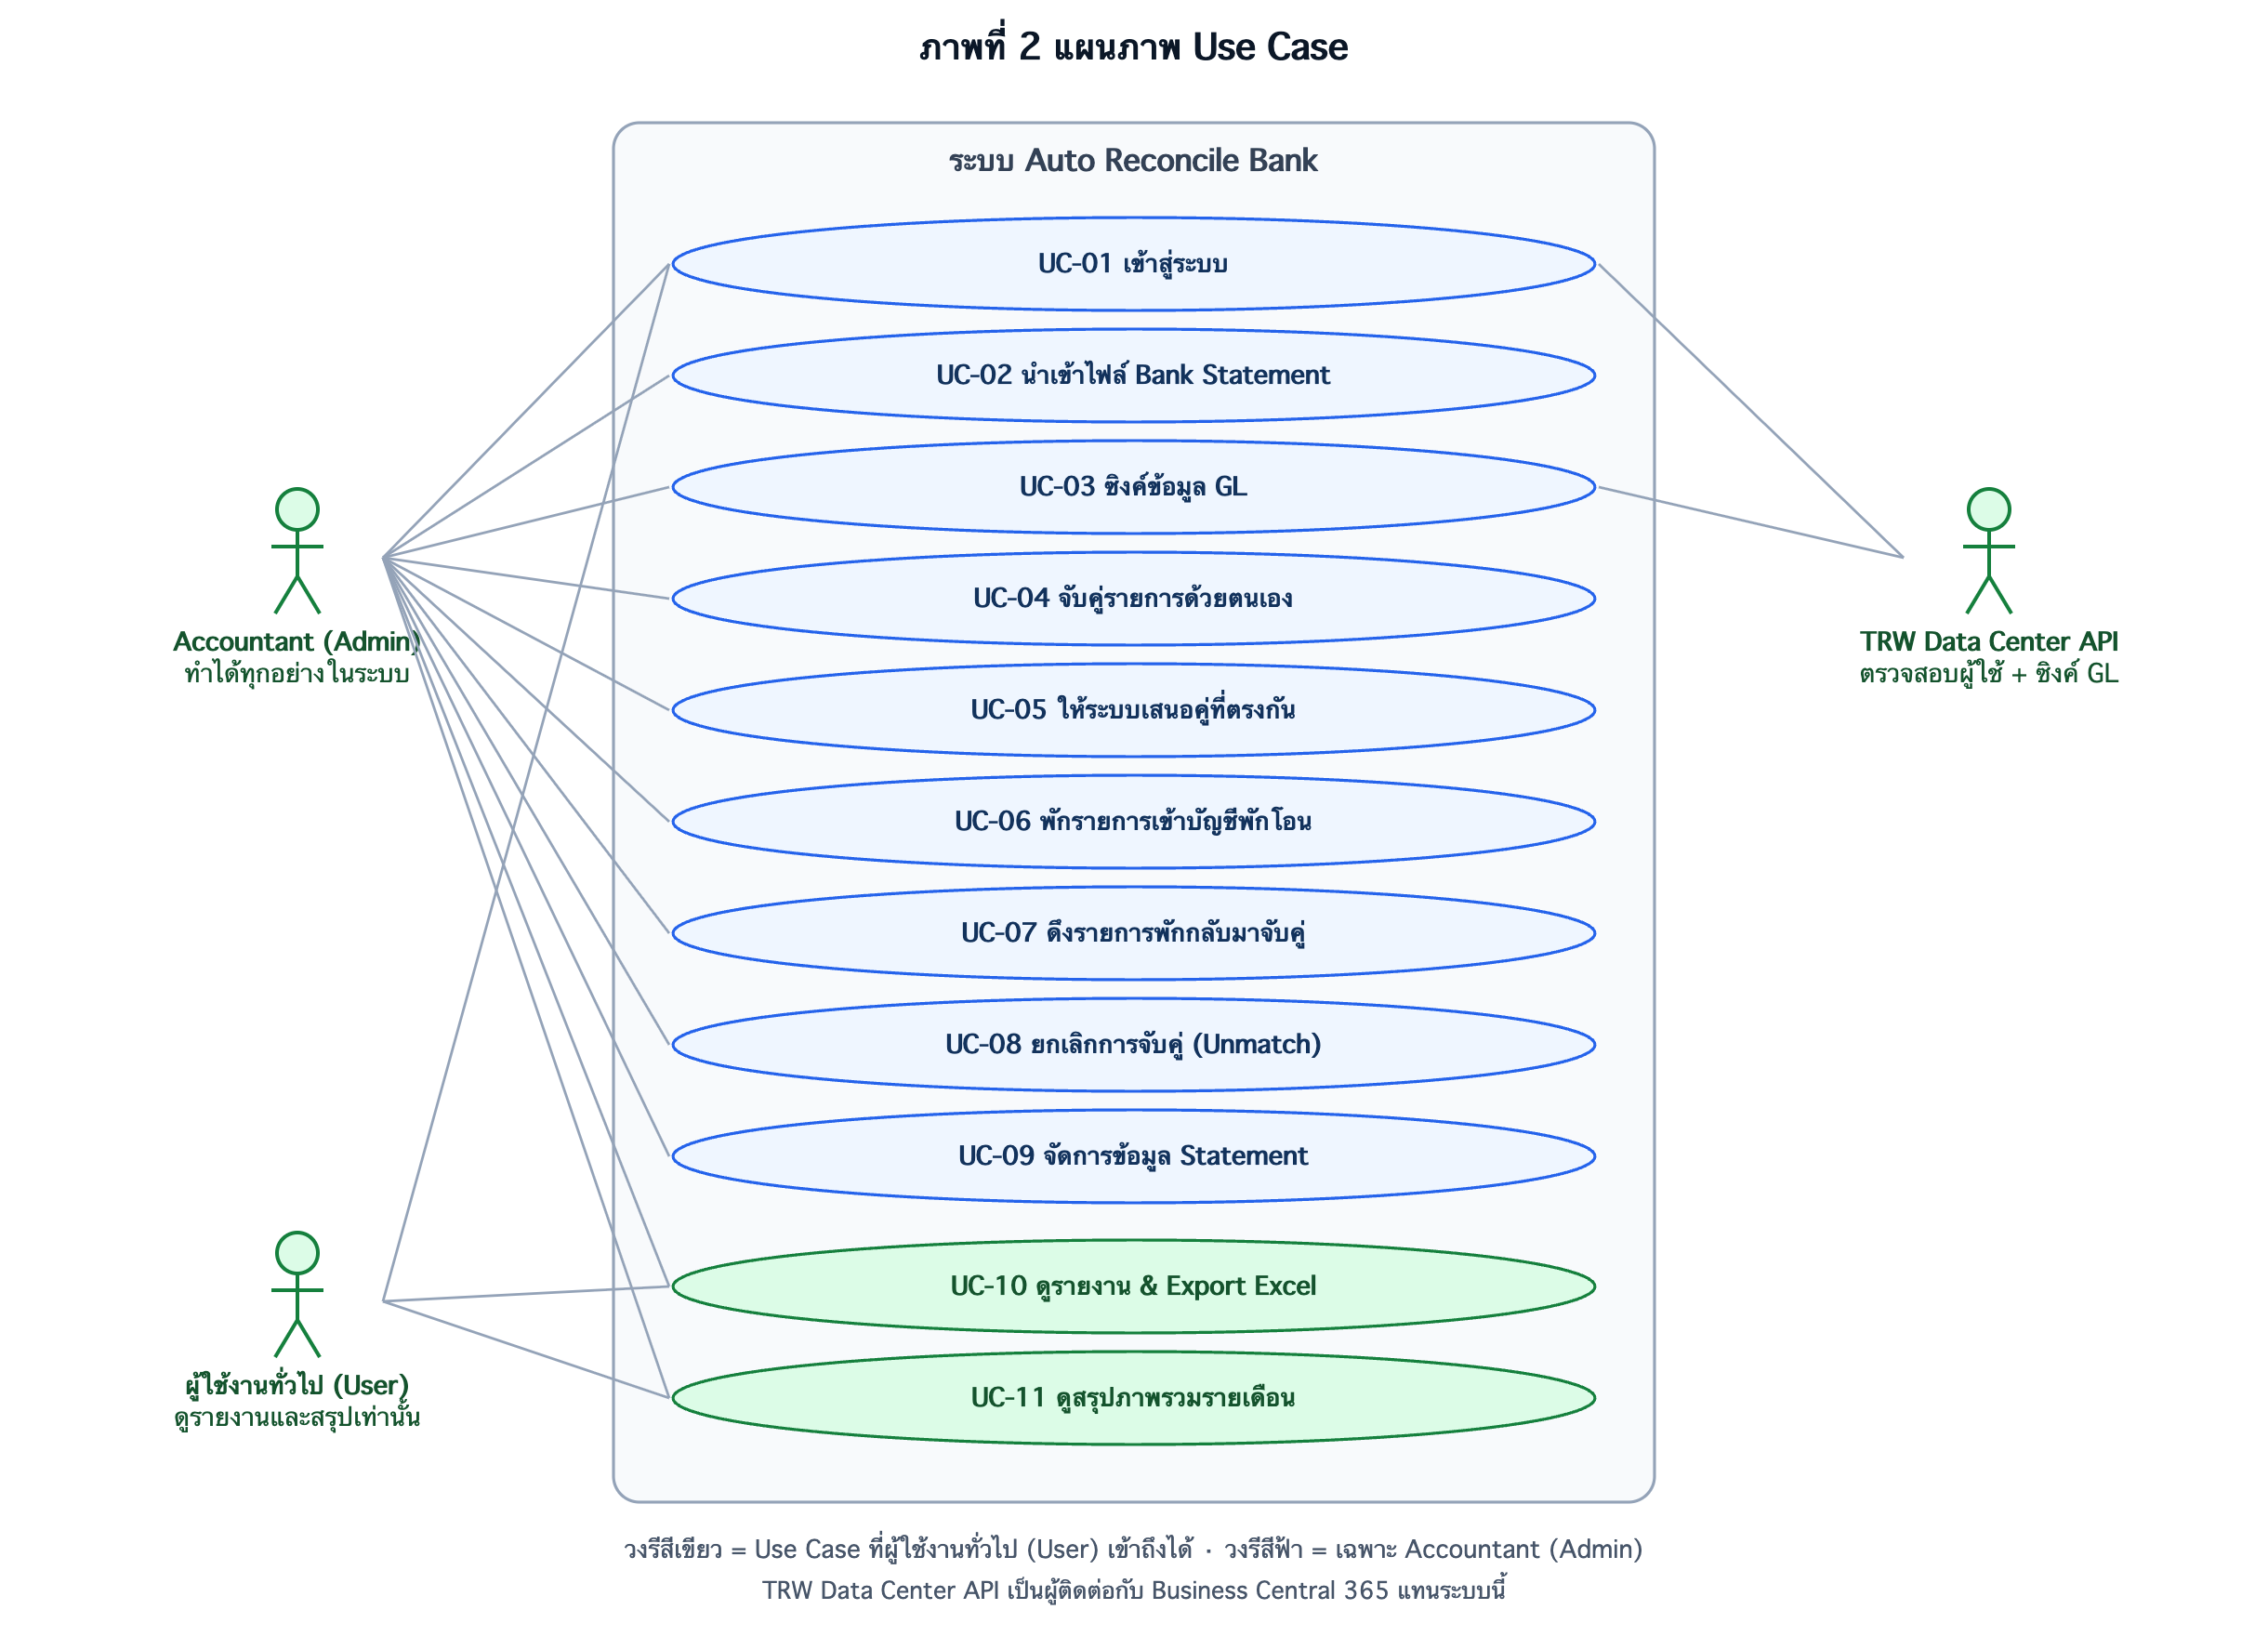 ภาพที่ 2 แผนภาพ Use Case
ระบบ Auto Reconcile Bank
UC-01 เข้าสู่ระบบ
UC-02 นำเข้าไฟล์ Bank Statement
UC-03 ซิงค์ข้อมูล GL
UC-04 จับคู่รายการด้วยตนเอง
UC-05 ให้ระบบเสนอคู่ที่ตรงกัน
UC-06 พักรายการเข้าบัญชีพักโอน
UC-07 ดึงรายการพักกลับมาจับคู่
UC-08 ยกเลิกการจับคู่ (Unmatch)
UC-09 จัดการข้อมูล Statement
UC-10 ดูรายงาน & Export Excel
UC-11 ดูสรุปภาพรวมรายเดือน
Accountant (Admin)
ทำได้ทุกอย่างในระบบ
ผู้ใช้งานทั่วไป (User)
ดูรายงานและสรุปเท่านั้น
TRW Data Center API
ตรวจสอบผู้ใช้ + ซิงค์ GL
วงรีสีเขียว = Use Case ที่ผู้ใช้งานทั่วไป (User) เข้าถึงได้ · วงรีสีฟ้า = เฉพาะ Accountant (Admin)
TRW Data Center API เป็นผู้ติดต่อกับ Business Central 365 แทนระบบนี้